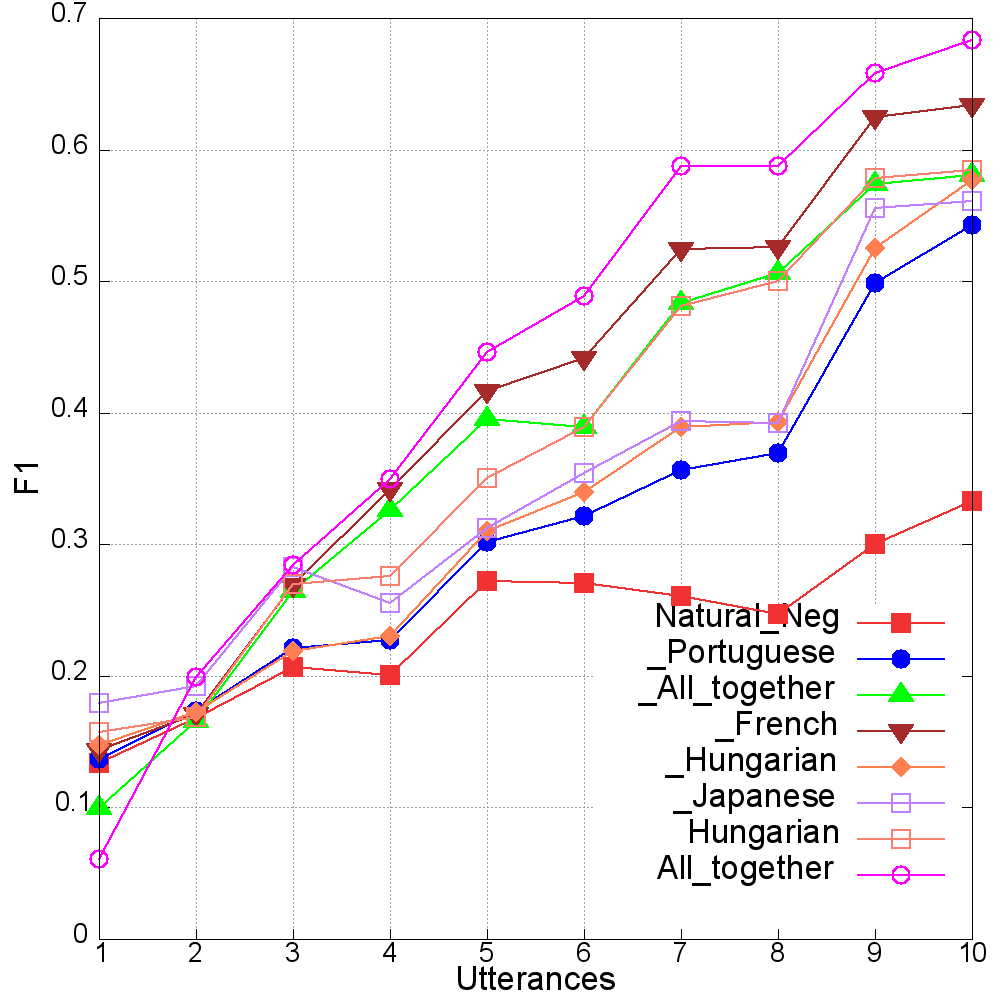 0.7
0.6
0.5
0.4
0.3
0.2
0.1
0
F1
Natural_Neg
_Portuguese
_All_together
_French
_Hungarian
_Japanese
Hungarian
All_together
1 2 3 4 5 6 7 8 9 10
Utterances